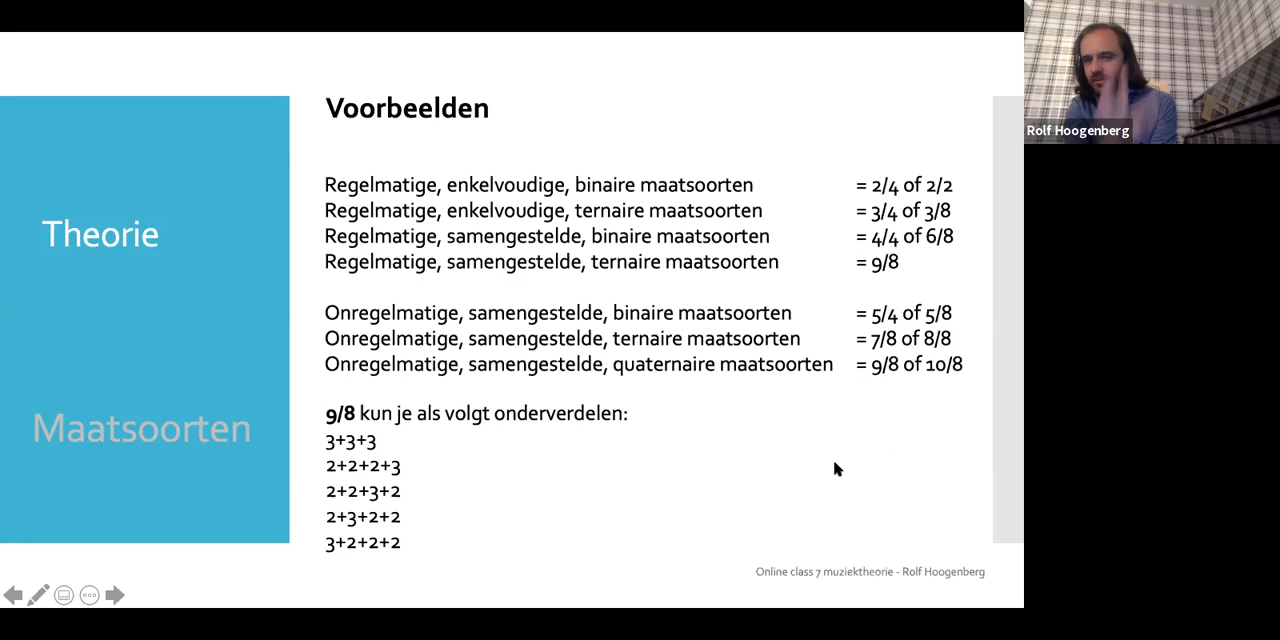 Voorbeelden
Regelmatige, enkelvoudige, binaire maatsoorten = 2/4 of 2/2
Regelmatige, enkelvoudige, ternaire maatsoorten = 3/4 of 3/8
Regelmatige, samengestelde, binaire maatsoorten = 4/4 of 6/8
Regelmatige, samengestelde, ternaire maatsoorten = 9/8
Onregelmatige, samengestelde, binaire maatsoorten = 5/4 of 5/8
Onregelmatige, samengestelde, ternaire maatsoorten = 7/8 of 8/8
Onregelmatige, samengestelde, quaternaire maatsoorten = 9/8 of 10/8
9/8 kun je als volgt onderverdelen:
3+3+3
2+2+2+3
2+2+3+2
2+3+2+2
3+2+2+2
Theorie
Maatsoorten
Online class 7 muziektheorie - Rolf Hoogenberg
Rolf Hoogenberg